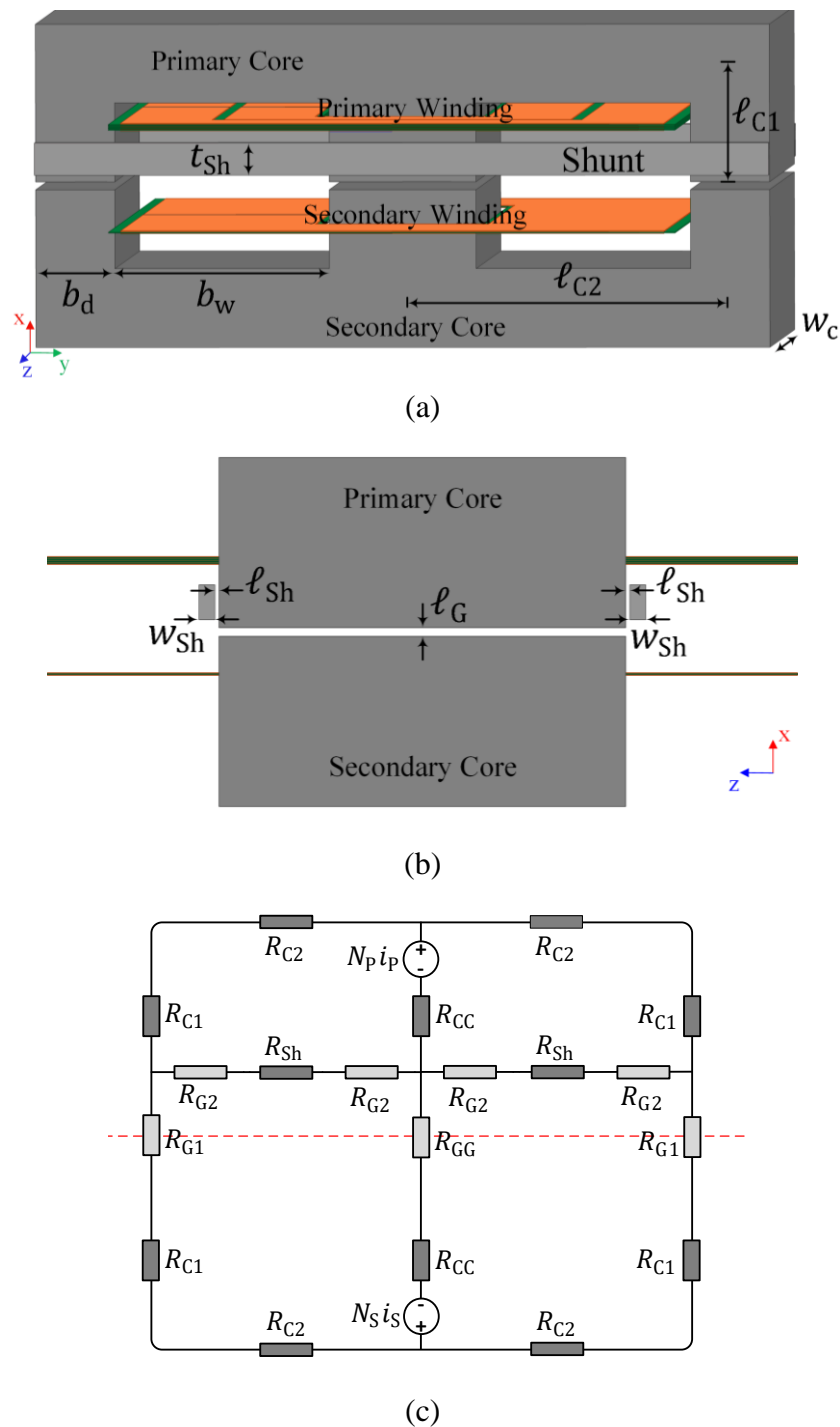 Primary Core
Primary Winding
ℓC1
tSh
Shunt
Secondary Winding
bd
bw
ℓC2
Secondary Core
wc
x
y
z
(a)
Primary Core
ℓSh
ℓG
ℓSh
wSh
wSh
Secondary Core
x
z
(b)
RC2
NPiP
+
-
RC2
RC1
RCC
RC1
RSh
RSh
RG2
RG2
RG2
RG2
RG1
RGG
RG1
RC1
RCC
RC1
NSiS
-
+
RC2
RC2
(c)